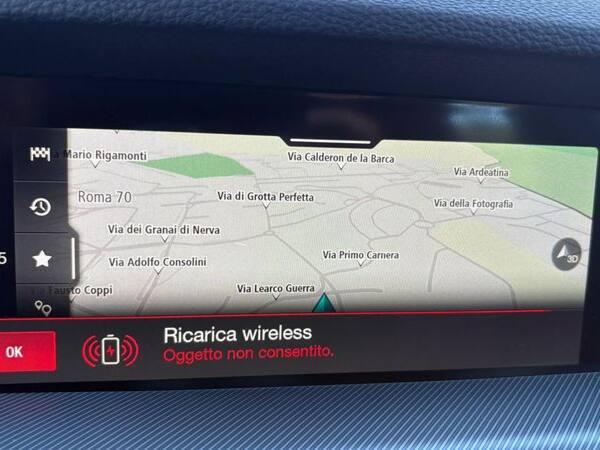 a Mario Rigamonti
Via Calderon de la Barca
Via Ardeatina
Roma 70
Via di Grotta Perfetta
Via della Fotografia
Via dei Granai di Nerva
Via Adolfo Consolini
Via Primo Carnera
3D
5
Fausto Coppi
Via Learco Guerra
OK
Ricarica wireless
Oggetto non consentito.